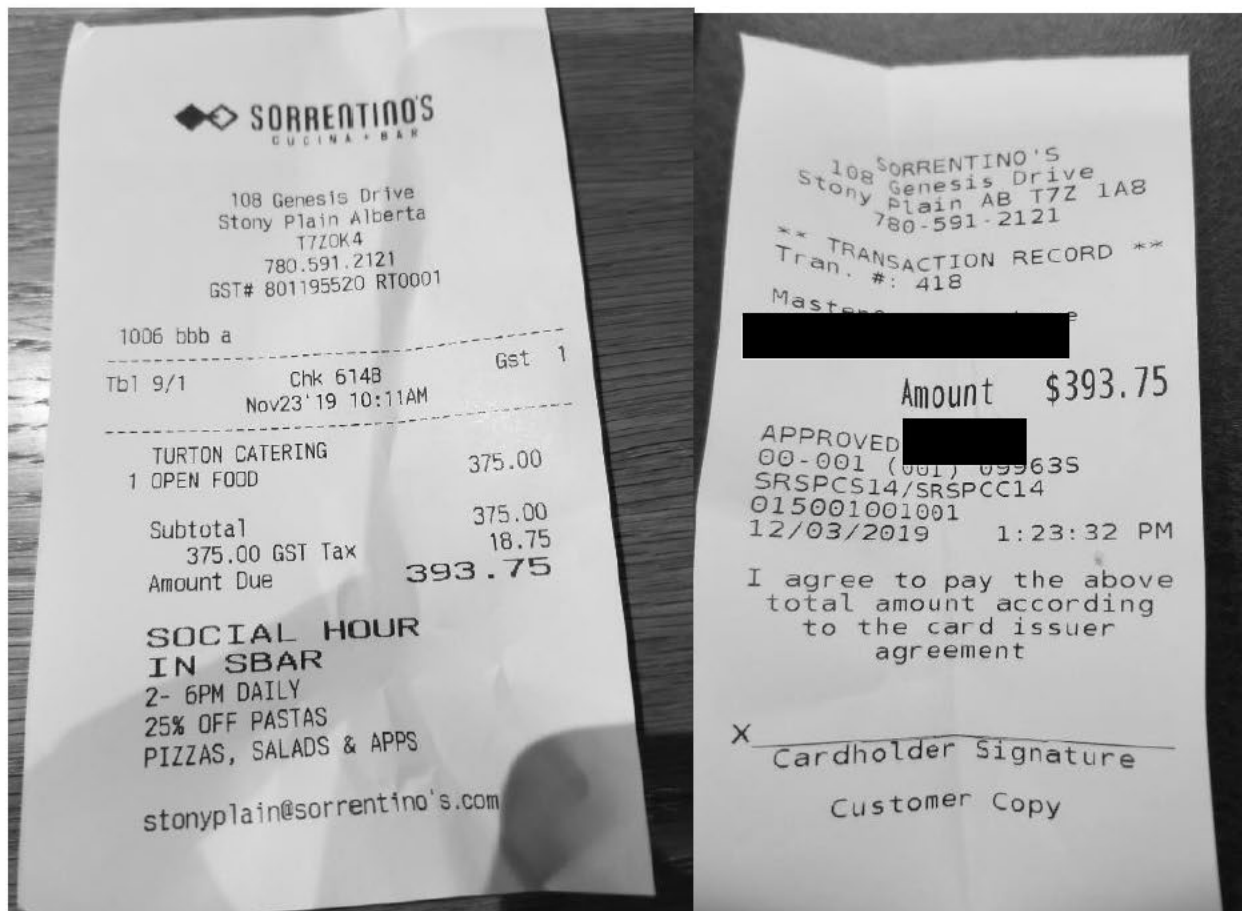 SORRENTINO'S
CUCINA + BAR
108 Genesis Drive
Stony Plain Alberta
T7Z0K4
780.591.2121
GST# 801195520 RT0001
1006 bbb a
Tbl 9/1 Chk 6148 Gst 1
Nov23'19 10:11AM
TURTON CATERING
1 OPEN FOOD 375.00
Subtotal 375.00
375.00 GST Tax 18.75
Amount Due 393.75
SOCIAL HOUR
IN SBAR
2- 6PM DAILY
25% OFF PASTAS
PIZZAS, SALADS & APPS
stonyplain@sorrentino's.com
SORRENTINO'S
108 Genesis Drive
Stony Plain AB T7Z 1A8
780-591-2121
** TRANSACTION RECORD **
Tran. #: 418
Amount $393.75
APPROVED
00-001 (001) 09963S
SRSPCS14/SRSPCC14
015001001001
12/03/2019 1:23:32 PM
I agree to pay the above
total amount according
to the card issuer
agreement
X
Cardholder Signature
Customer Copy